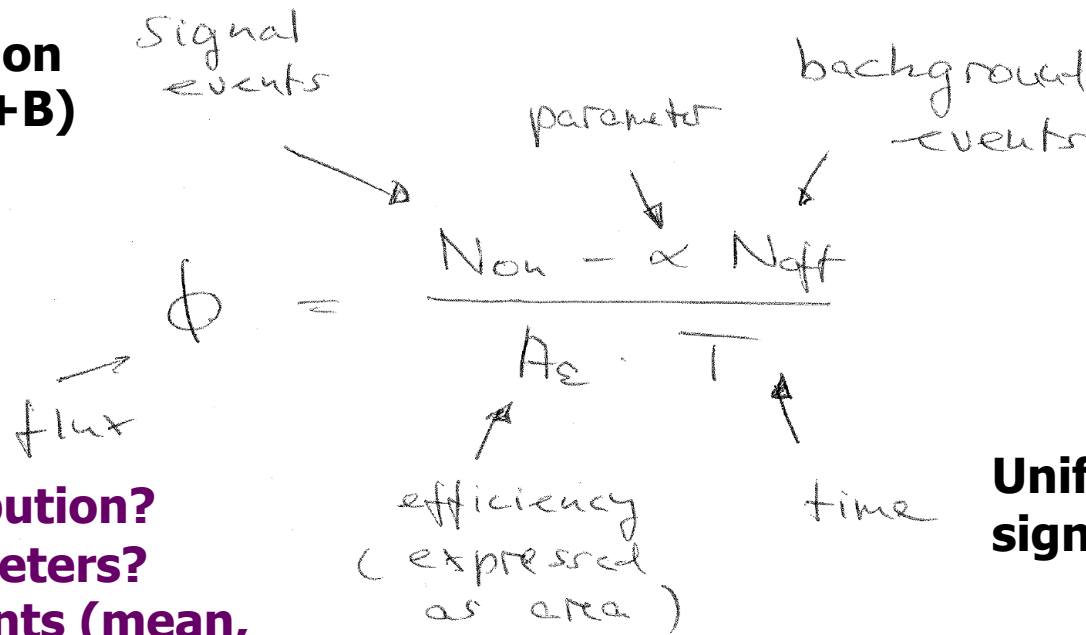 on
+B)
signal
events
parameter
background
events
ϕ = (Non - α Noff) / (Aε · T)
flux
efficiency
(expressed
as area)
time
Unif
sign
bution?
eters?
nts (mean,